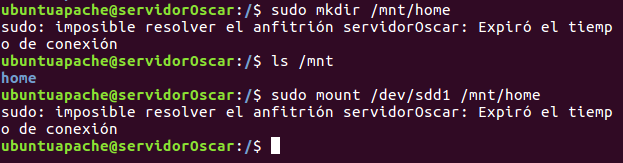 ubuntuapache@servidorOscar:/$ sudo mkdir /mnt/home
sudo: imposible resolver el anfitrión servidorOscar: Expiró el tiemp
o de conexión
ubuntuapache@servidorOscar:/$ ls /mnt
home
ubuntuapache@servidorOscar:/$ sudo mount /dev/sdd1 /mnt/home
sudo: imposible resolver el anfitrión servidorOscar: Expiró el tiemp
o de conexión
ubuntuapache@servidorOscar:/$